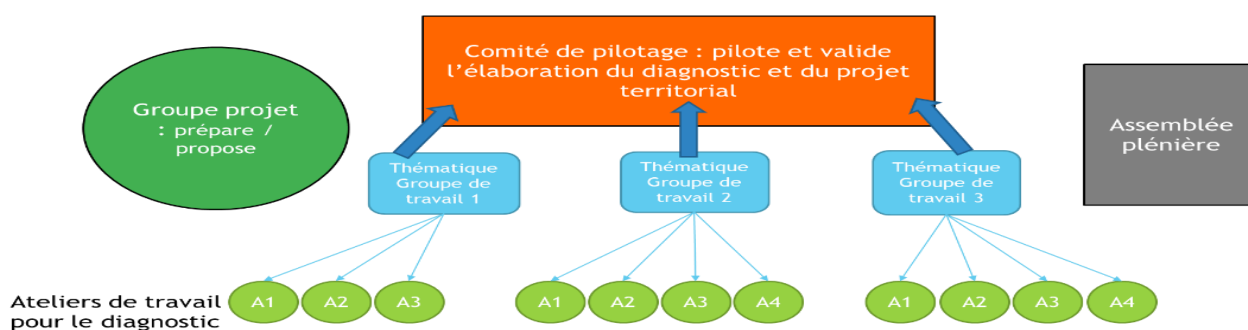 Comité de pilotage : pilote et valide
l'élaboration du diagnostic et du projet
territorial
Groupe projet
: prépare /
propose
Assemblée
plénière
Thématique
Groupe de
travail 1
Thématique
Groupe de
travail 2
Thématique
Groupe de
travail 3
Ateliers de travail
pour le diagnostic
A1
A2
A3
A1
A2
A3
A4
A1
A2
A3
A4